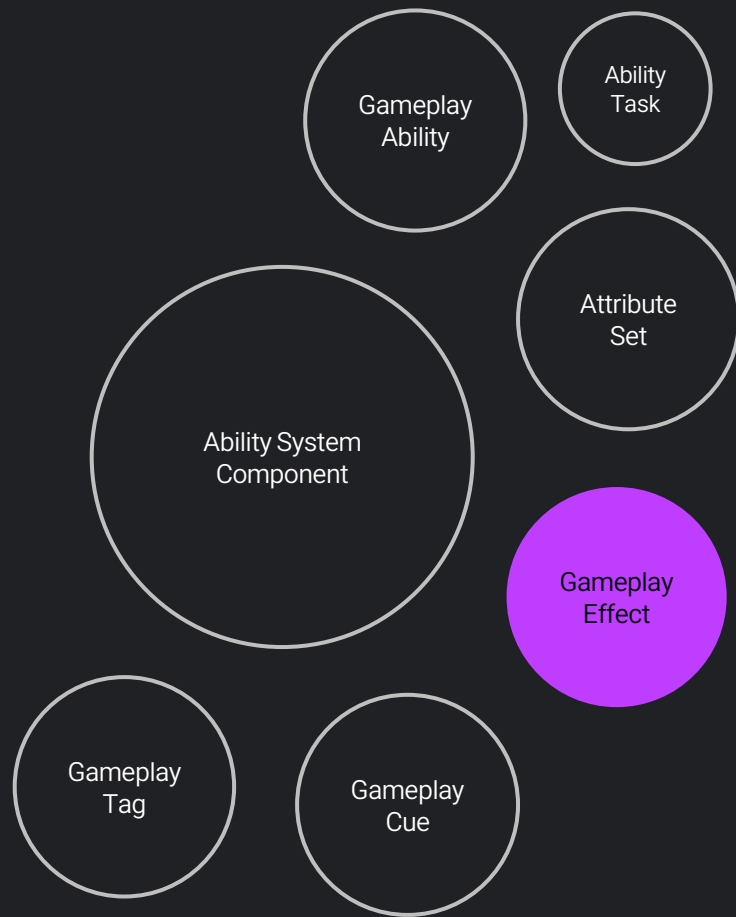 Gameplay
Ability
Ability
Task
Attribute
Set
Ability System
Component
Gameplay
Effect
Gameplay
Tag
Gameplay
Cue